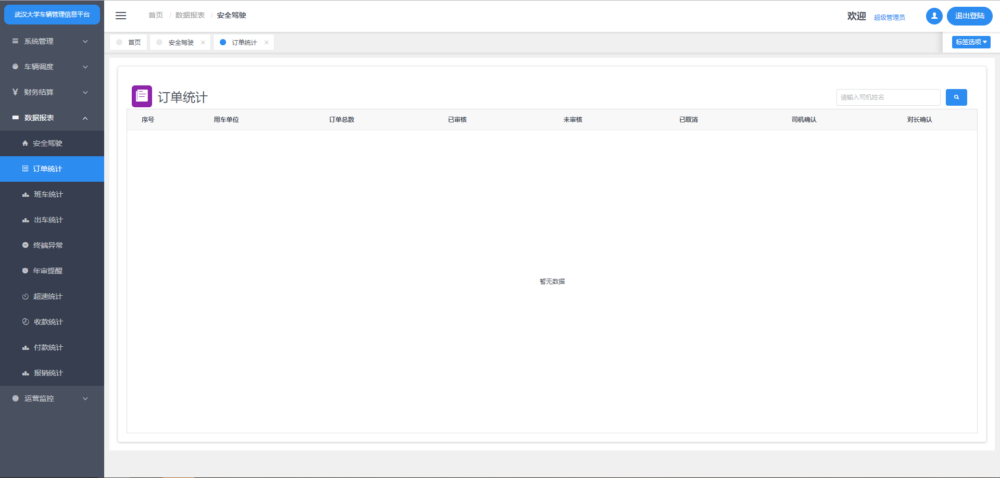 武汉大学车辆管理信息平台
首页 / 数据报表 / 安全驾驶
欢迎 超级管理员
退出登陆
首页
安全驾驶
订单统计
标签选项
系统管理
车辆调度
财务结算
数据报表
安全驾驶
订单统计
班车统计
出车统计
终端异常
年审提醒
超速统计
收款统计
付款统计
报销统计
运营监控
订单统计
请输入司机姓名
序号 用车单位 订单总数 已审核 未审核 已取消 司机确认 对长确认
暂无数据